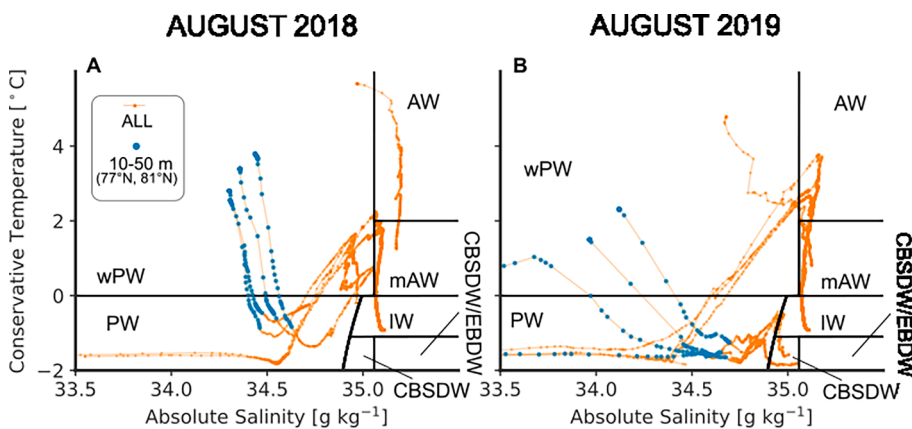 AUGUST 2018
AUGUST 2019
A
B
Conservative Temperature [°C]
4
2
0
−2
33.5
34.0
34.5
35.0
Absolute Salinity [g kg⁻¹]
ALL
10-50 m
(77°N, 81°N)
AW
wPW
mAW
PW
IW
CBSDW
CBSDW/EBDW
33.5
34.0
34.5
35.0
Absolute Salinity [g kg⁻¹]
AW
wPW
mAW
PW
IW
CBSDW
CBSDW/EBDW